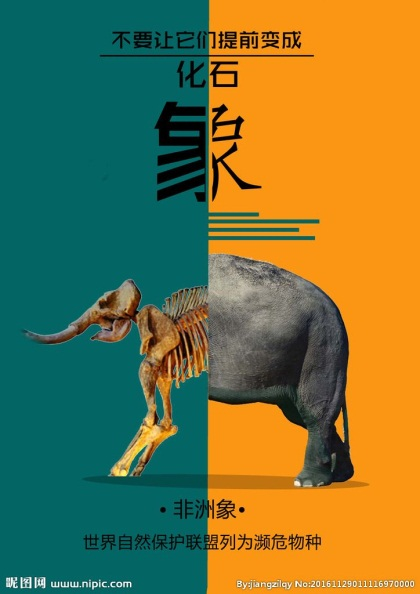 不要让它们提前变成
化石
象
•非洲象•
世界自然保护联盟列为濒危物种
昵图网 www.nipic.com
By:jiangzilqy No:20161129011116970000